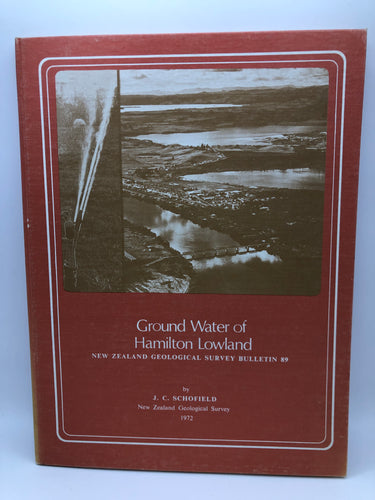 Ground Water of
Hamilton Lowland
NEW ZEALAND GEOLOGICAL SURVEY BULLETIN 89
by
J. C. SCHOFIELD
New Zealand Geological Survey
1972